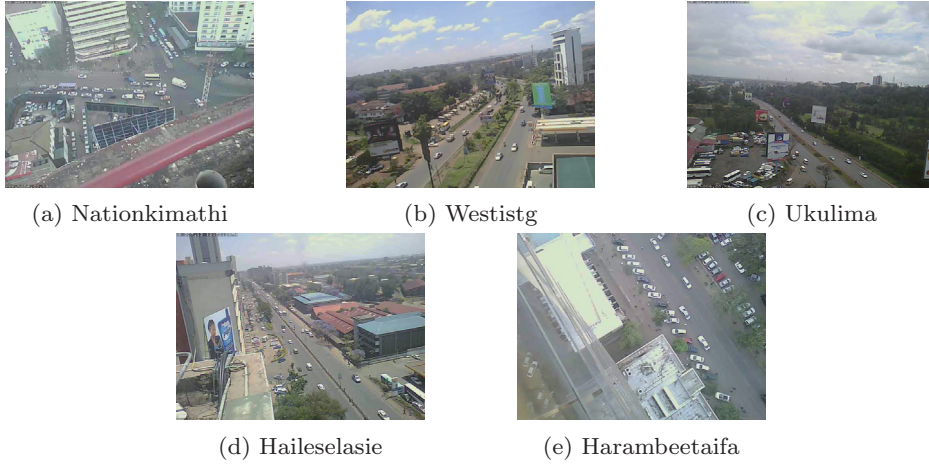 (a) Nationkimathi
(b) Westistg
(c) Ukulima
(d) Haileselasie
(e) Harambeetaifa